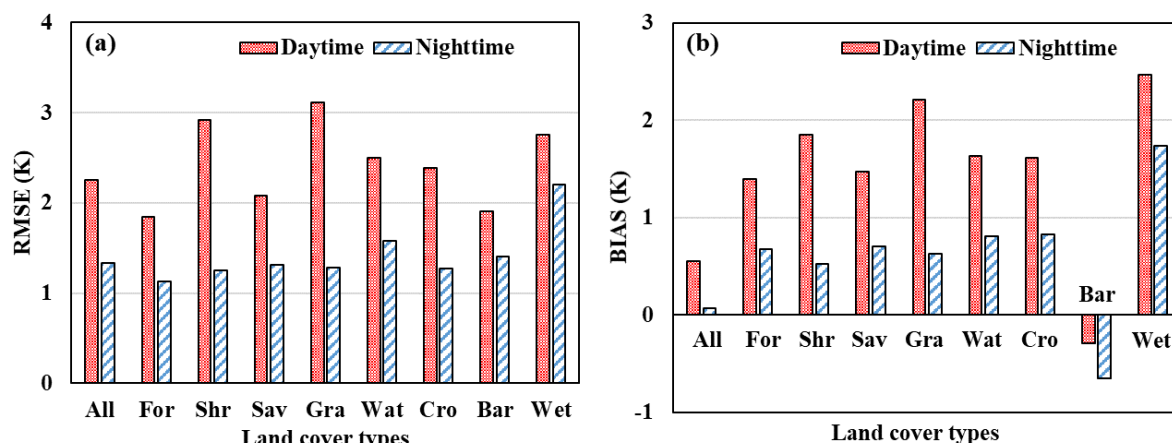 (a)
Daytime Nighttime
RMSE (K)
4
3
2
1
0
All For Shr Sav Gra Wat Cro Bar Wet
Land cover types
(b)
Daytime Nighttime
BIAS (K)
3
2
1
0
-1
All For Shr Sav Gra Wat Cro Bar Wet
Land cover types